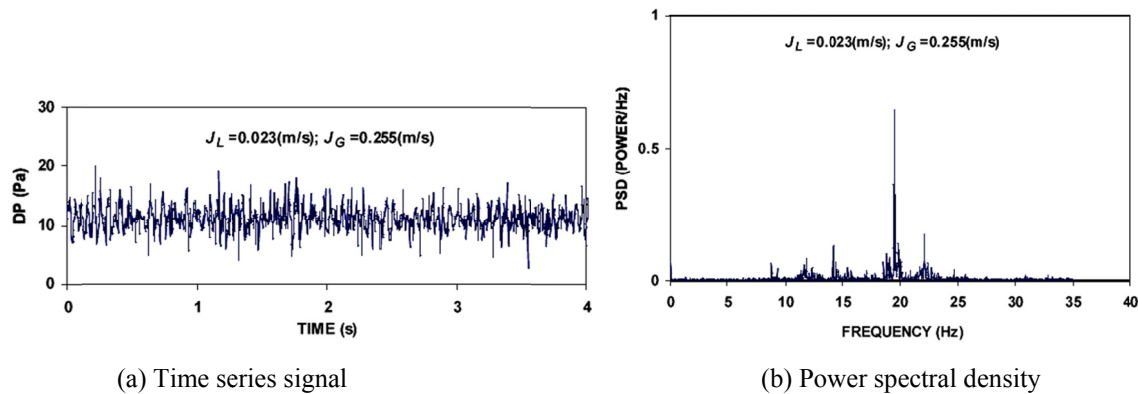 J_L =0.023(m/s); J_G =0.255(m/s)
DP (Pa)
30
20
10
0
0 1 2 3 4
TIME (s)
(a) Time series signal
J_L =0.023(m/s); J_G =0.255(m/s)
PSD (POWER/Hz)
1
0.5
0
0 5 10 15 20 25 30 35 40
FREQUENCY (Hz)
(b) Power spectral density